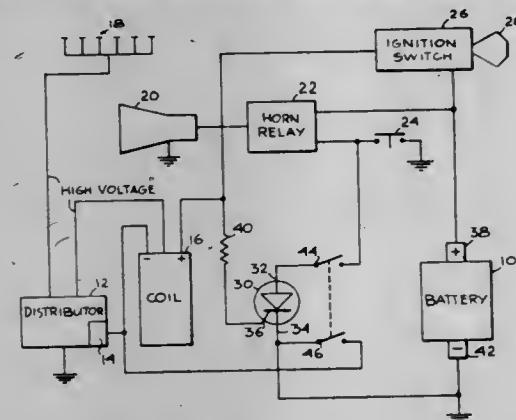 18
26
IGNITION
SWITCH
28
20
22
HORN
RELAY
24
HIGH VOLTAGE
40
16
- +
COIL
44
38
+
10
BATTERY
12
DISTRIBUTOR
14
32
30
36
34
46
-
42